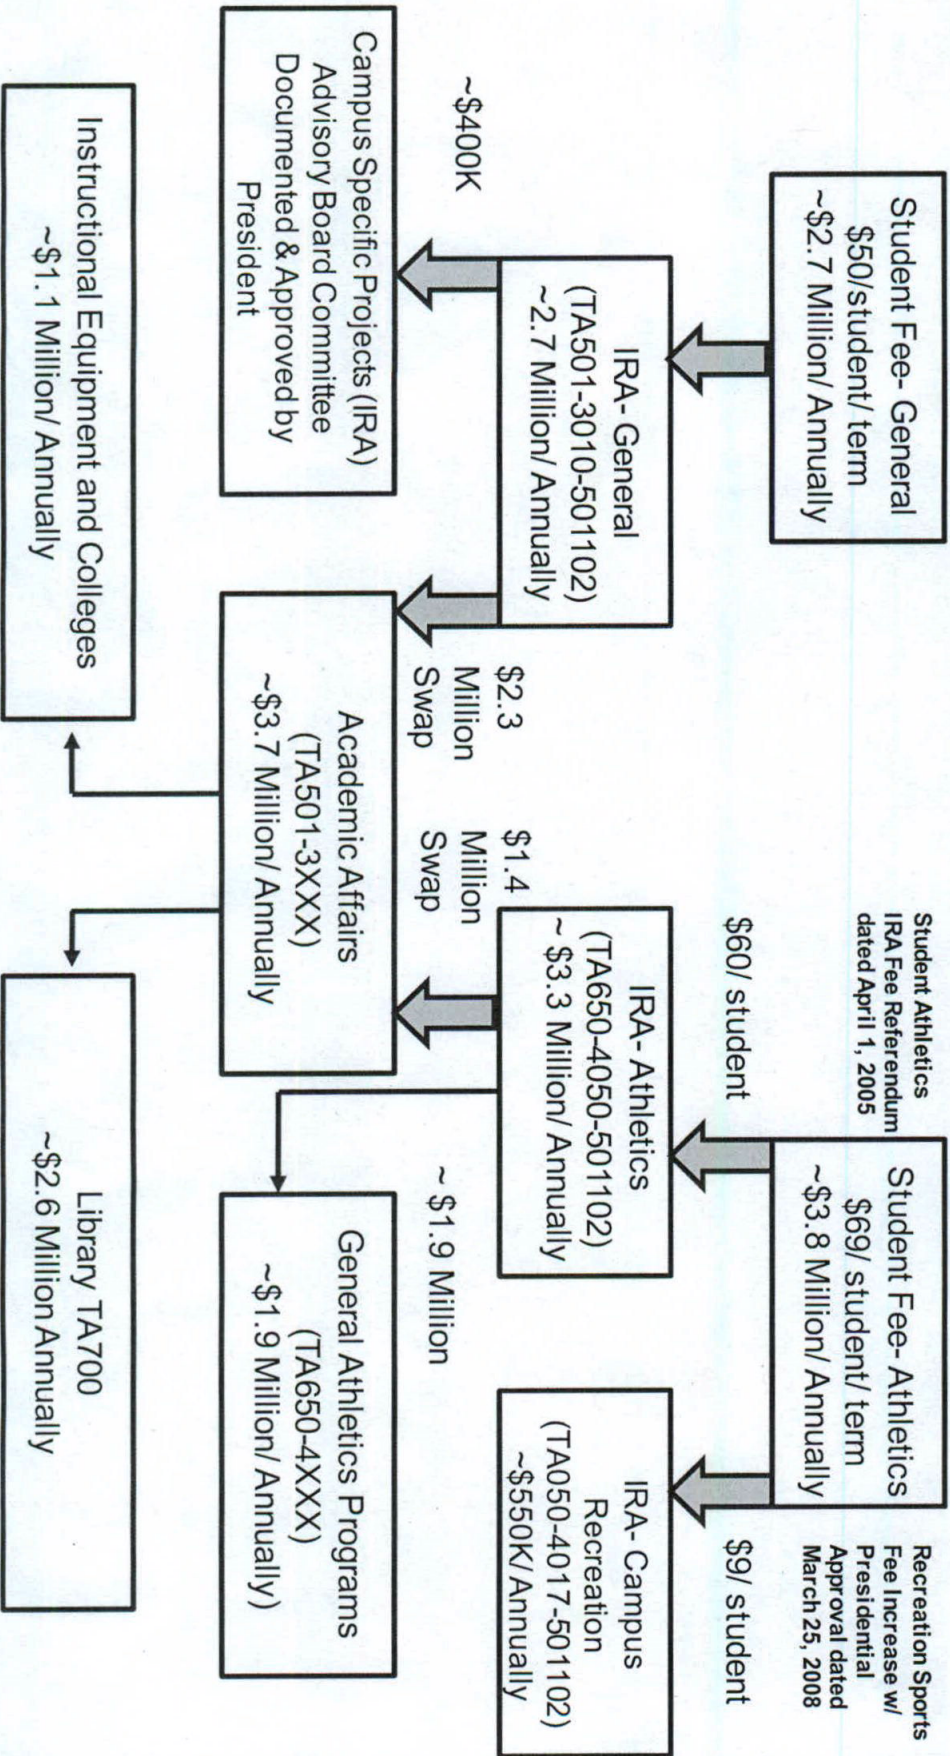 Student Fee- General
$50/student/ term
~$2.7 Million/ Annually
Student Athletics
IRA Fee Referendum
dated April 1, 2005
Student Fee- Athletics
$69/ student/ term
~$3.8 Million/ Annually
Recreation Sports
Fee Increase w/
Presidential
Approval dated
March 25, 2008
$60/ student
$9/ student
IRA- General
(TA501-3010-501102)
~2.7 Million/ Annually
IRA- Athletics
(TA650-4050-501102)
~ $3.3 Million/ Annually
IRA- Campus
Recreation
(TA050-4017-501102)
~$550K/Annually
~$400K
$2.3
Million
Swap
$1.4
Million
Swap
~ $1.9 Million
Campus Specific Projects (IRA)
Advisory Board Committee
Documented & Approved by
President
Academic Affairs
(TA501-3XXX)
~$3.7 Million/ Annually
General Athletics Programs
(TA650-4XXX)
~$1.9 Million/ Annually)
Instructional Equipment and Colleges
~$1.1 Million/ Annually
Library TA700
~$2.6 Million Annually